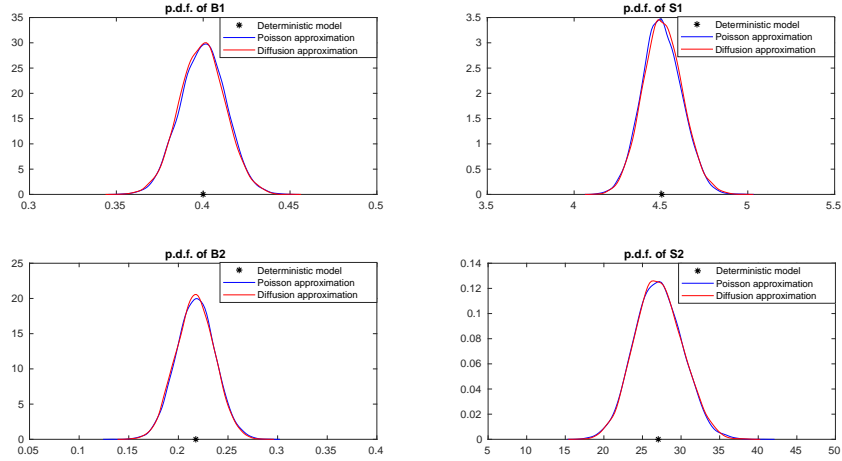 p.d.f. of B1
35
30
25
20
15
10
5
0
0.3 0.35 0.4 0.45 0.5
Deterministic model
Poisson approximation
Diffusion approximation
p.d.f. of S1
3.5
3
2.5
2
1.5
1
0.5
0
3.5 4 4.5 5 5.5
Deterministic model
Poisson approximation
Diffusion approximation
p.d.f. of B2
25
20
15
10
5
0
0.05 0.1 0.15 0.2 0.25 0.3 0.35 0.4
Deterministic model
Poisson approximation
Diffusion approximation
p.d.f. of S2
0.14
0.12
0.1
0.08
0.06
0.04
0.02
0
5 10 15 20 25 30 35 40 45 50
Deterministic model
Poisson approximation
Diffusion approximation